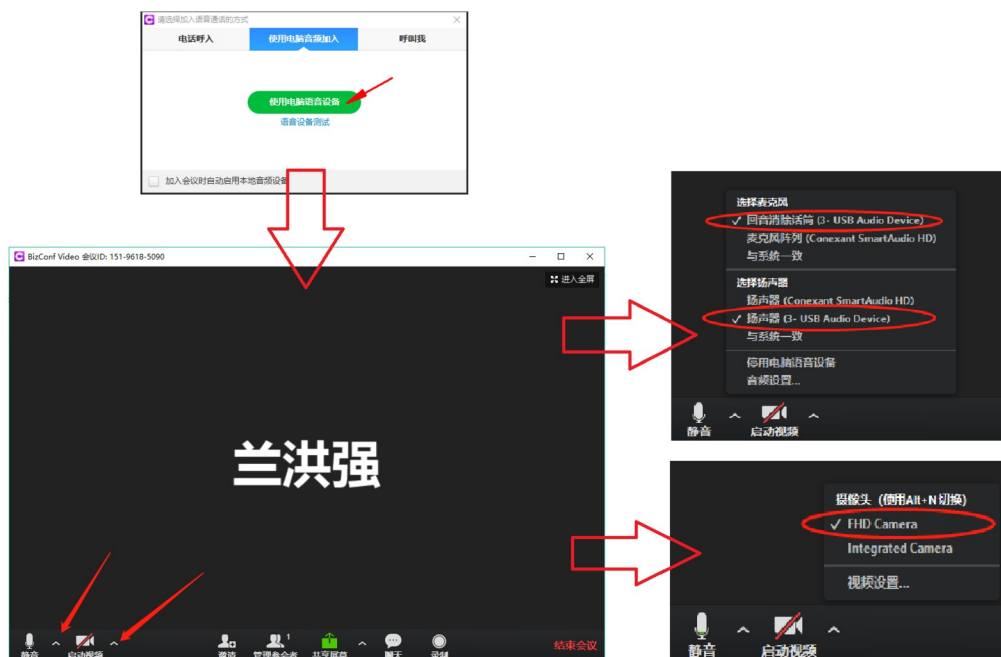 请选择加入语音通话的方式
电话呼入 使用电脑音频加入 呼叫我
使用电脑语音设备
语音设备测试
加入会议时自动启用本地音频设备
BizConf Video 会议ID: 151-9618-5090
进入全屏
兰洪强
静音 启动视频 邀请 管理参会者 1 共享屏幕 聊天 录制 结束会议
选择麦克风
回音消除话筒 (3- USB Audio Device)
麦克风阵列 (Conexant SmartAudio HD)
与系统一致
选择扬声器
扬声器 (Conexant SmartAudio HD)
扬声器 (3- USB Audio Device)
与系统一致
停用电脑语音设备
音频设置...
静音 启动视频
摄像头 (使用Alt+N 切换)
FHD Camera
Integrated Camera
视频设置...
静音 启动视频